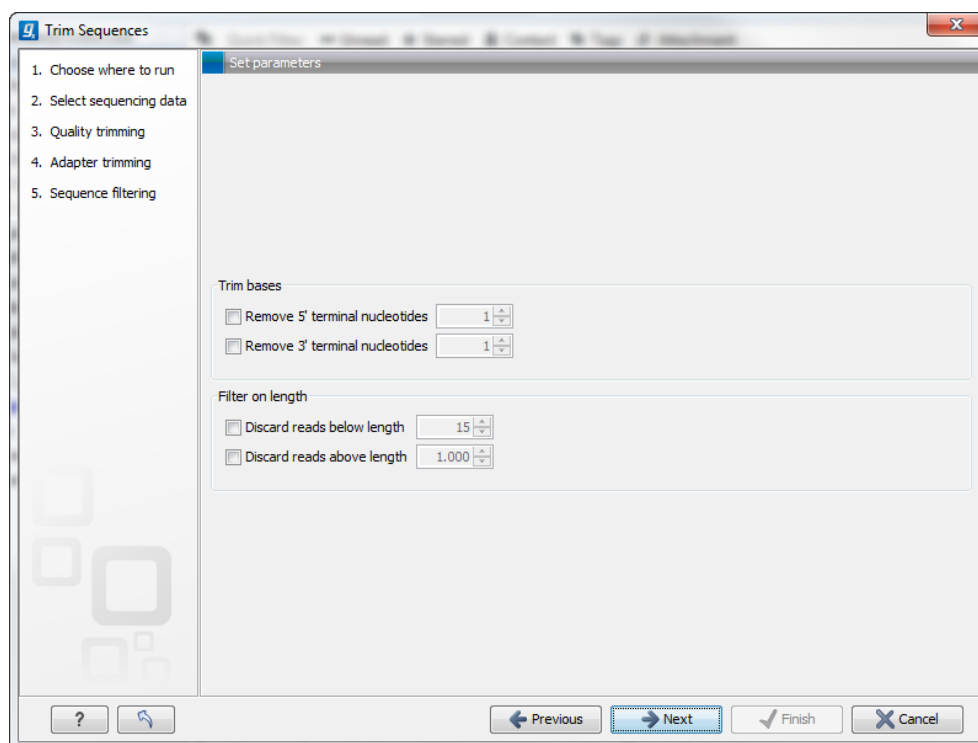 Trim Sequences
1. Choose where to run
2. Select sequencing data
3. Quality trimming
4. Adapter trimming
5. Sequence filtering
Set parameters
Trim bases
Remove 5' terminal nucleotides 1
Remove 3' terminal nucleotides 1
Filter on length
Discard reads below length 15
Discard reads above length 1.000
? Previous Next Finish Cancel